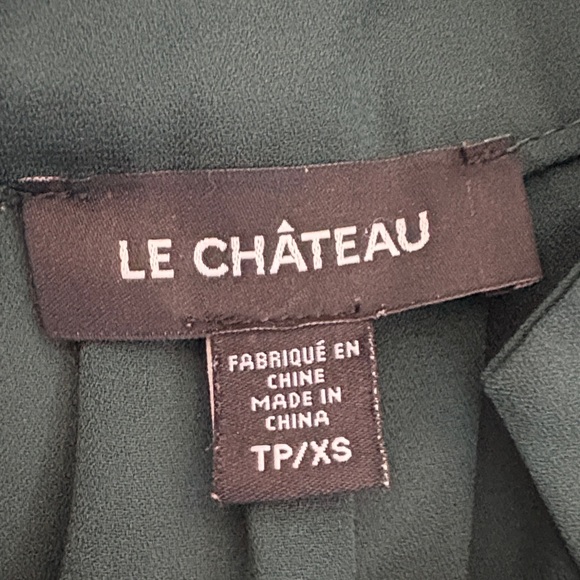 LE CHÂTEAU
FABRIQUÉ EN
CHINE
MADE IN
CHINA
TP/XS